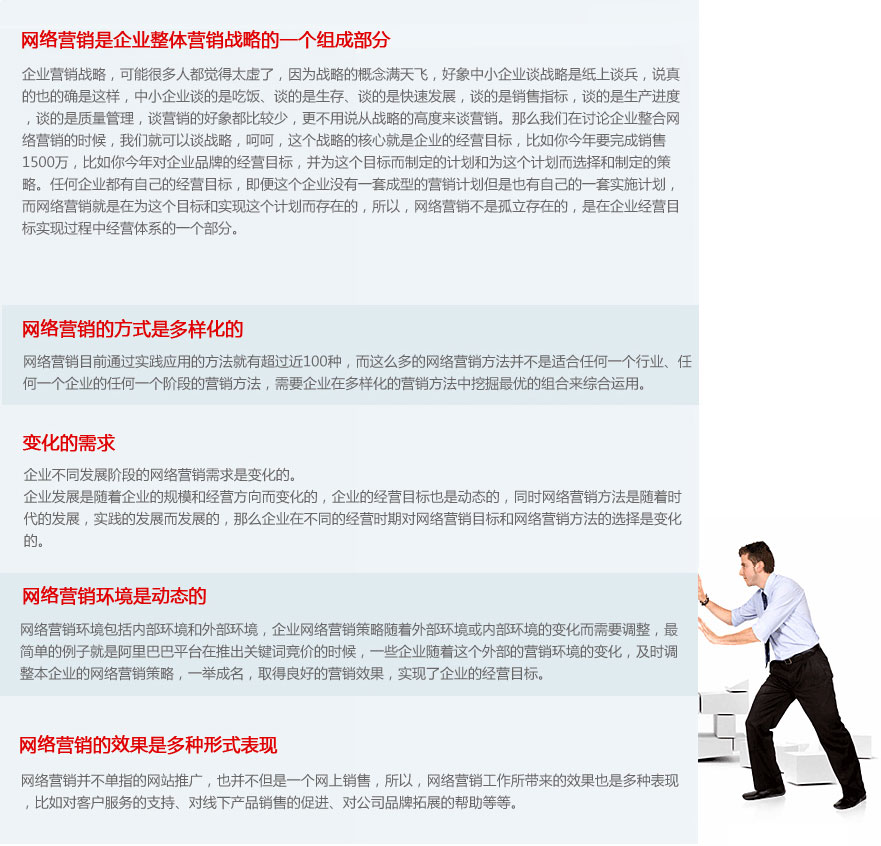 网络营销是企业整体营销战略的一个组成部分
企业营销战略，可能很多人都觉得太虚了，因为战略的概念满天飞，好象中小企业谈战略是纸上谈兵，说真
的也的确是这样，中小企业谈的是吃饭、谈的是生存、谈的是快速发展，谈的是销售指标，谈的是生产进度
，谈的是质量管理，谈营销的好象都比较少，更不用说从战略的高度来谈营销。那么我们在讨论企业整合网
络营销的时候，我们就可以谈战略，呵呵，这个战略的核心就是企业的经营目标，比如你今年要完成销售
1500万，比如你今年对企业品牌的经营目标，并为这个目标而制定的计划和为这个计划而选择和制定的策
略。任何企业都有自己的经营目标，即便这个企业没有一套成型的营销计划但是也有自己的一套实施计划，
而网络营销就是在为这个目标和实现这个计划而存在的，所以，网络营销不是孤立存在的，是在企业经营目
标实现过程中经营体系的一个部分。
网络营销的方式是多样化的
网络营销目前通过实践应用的方法就有超过近100种，而这么多的网络营销方法并不是适合任何一个行业、任
何一个企业的任何一个阶段的营销方法，需要企业在多样化的营销方法中挖掘最优的组合来综合运用。
变化的需求
企业不同发展阶段的网络营销需求是变化的。
企业发展是随着企业的规模和经营方向而变化的，企业的经营目标也是动态的，同时网络营销方法是随着时
代的发展，实践的发展而发展的，那么企业在不同的经营时期对网络营销目标和网络营销方法的选择是变化
的。
网络营销环境是动态的
网络营销环境包括内部环境和外部环境，企业网络营销策略随着外部环境或内部环境的变化而需要调整，最
简单的例子就是阿里巴巴平台在推出关键词竞价的时候，一些企业随着这个外部的营销环境的变化，及时调
整本企业的网络营销策略，一举成名，取得良好的营销效果，实现了企业的经营目标。
网络营销的效果是多种形式表现
网络营销并不单指的网站推广，也并不但是一个网上销售，所以，网络营销工作所带来的效果也是多种表现
，比如对客户服务的支持、对线下产品销售的促进、对公司品牌拓展的帮助等等。